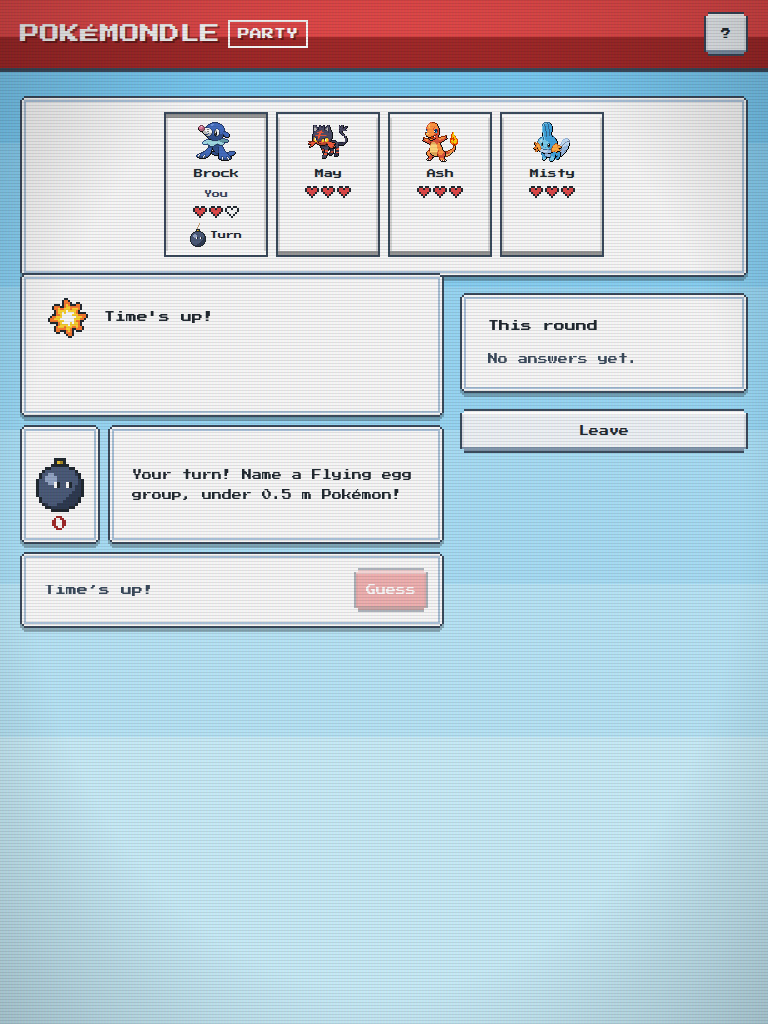 POKéMONDLE PARTY
?
Brock
You
Turn
May
Ash
Misty
Time's up!
This round
No answers yet.
Leave
0
Your turn! Name a Flying egg
group, under 0.5 m Pokémon!
Time's up!
Guess